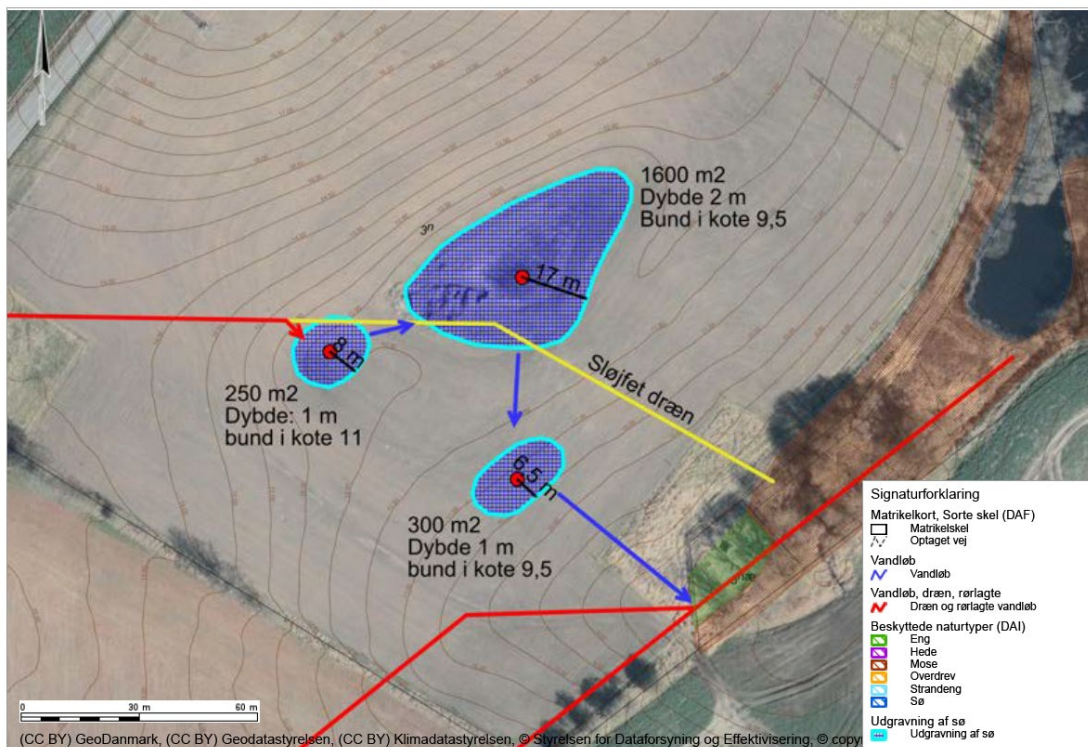 1600 m2
Dybde 2 m
Bund i kote 9,5
3n
17 m
8 m
250 m2
Dybde: 1 m
bund i kote 11
Sløjfet dræn
6,5 m
300 m2
Dybde 1 m
bund i kote 9,5
Signaturforklaring
Matrikelkort, Sorte skel (DAF)
Matrikelskel
Optaget vej
Vandløb
Vandløb
Vandløb, dræn, rørlagte
Dræn og rørlagte vandløb
Beskyttede naturtyper (DAI)
Eng
Hede
Mose
Overdrev
Strandeng
Sø
Udgravning af sø
Udgravning af sø
0 30 m 60 m
(CC BY) GeoDanmark, (CC BY) Geodatastyrelsen, (CC BY) Klimadatastyrelsen, © Styrelsen for Dataforsyning og Effektivisering, © copy